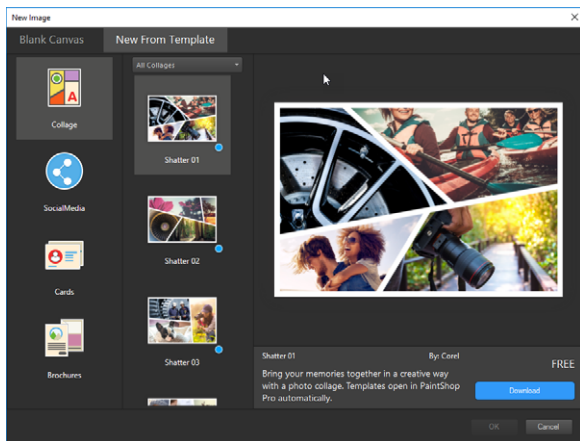 New Image
Blank Canvas
New From Template
Collage
SocialMedia
Cards
Brochures
All Collages
Shatter 01
Shatter 02
Shatter 03
Shatter 01
By: Corel
Bring your memories together in a creative way
with a photo collage. Templates open in PaintShop
Pro automatically.
FREE
Download
OK
Cancel